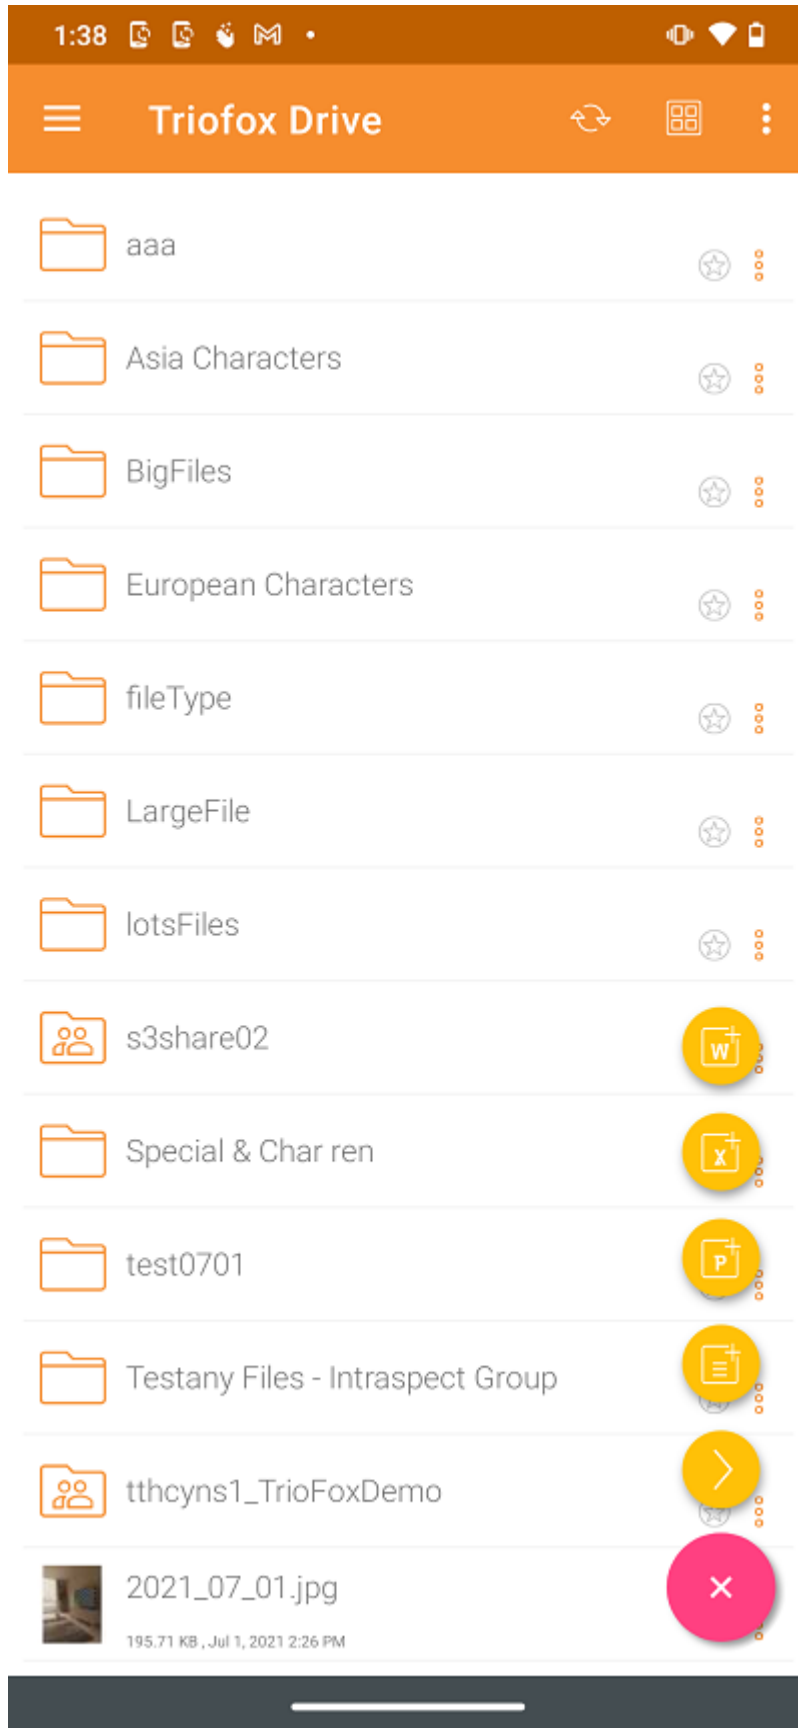 1:38
Triofox Drive
aaa
Asia Characters
BigFiles
European Characters
fileType
LargeFile
lotsFiles
s3share02
W
Special & Char ren
X
test0701
P
Testany Files - Intraspect Group
tthcyns1_TrioFoxDemo
2021_07_01.jpg
195.71 KB , Jul 1, 2021 2:26 PM